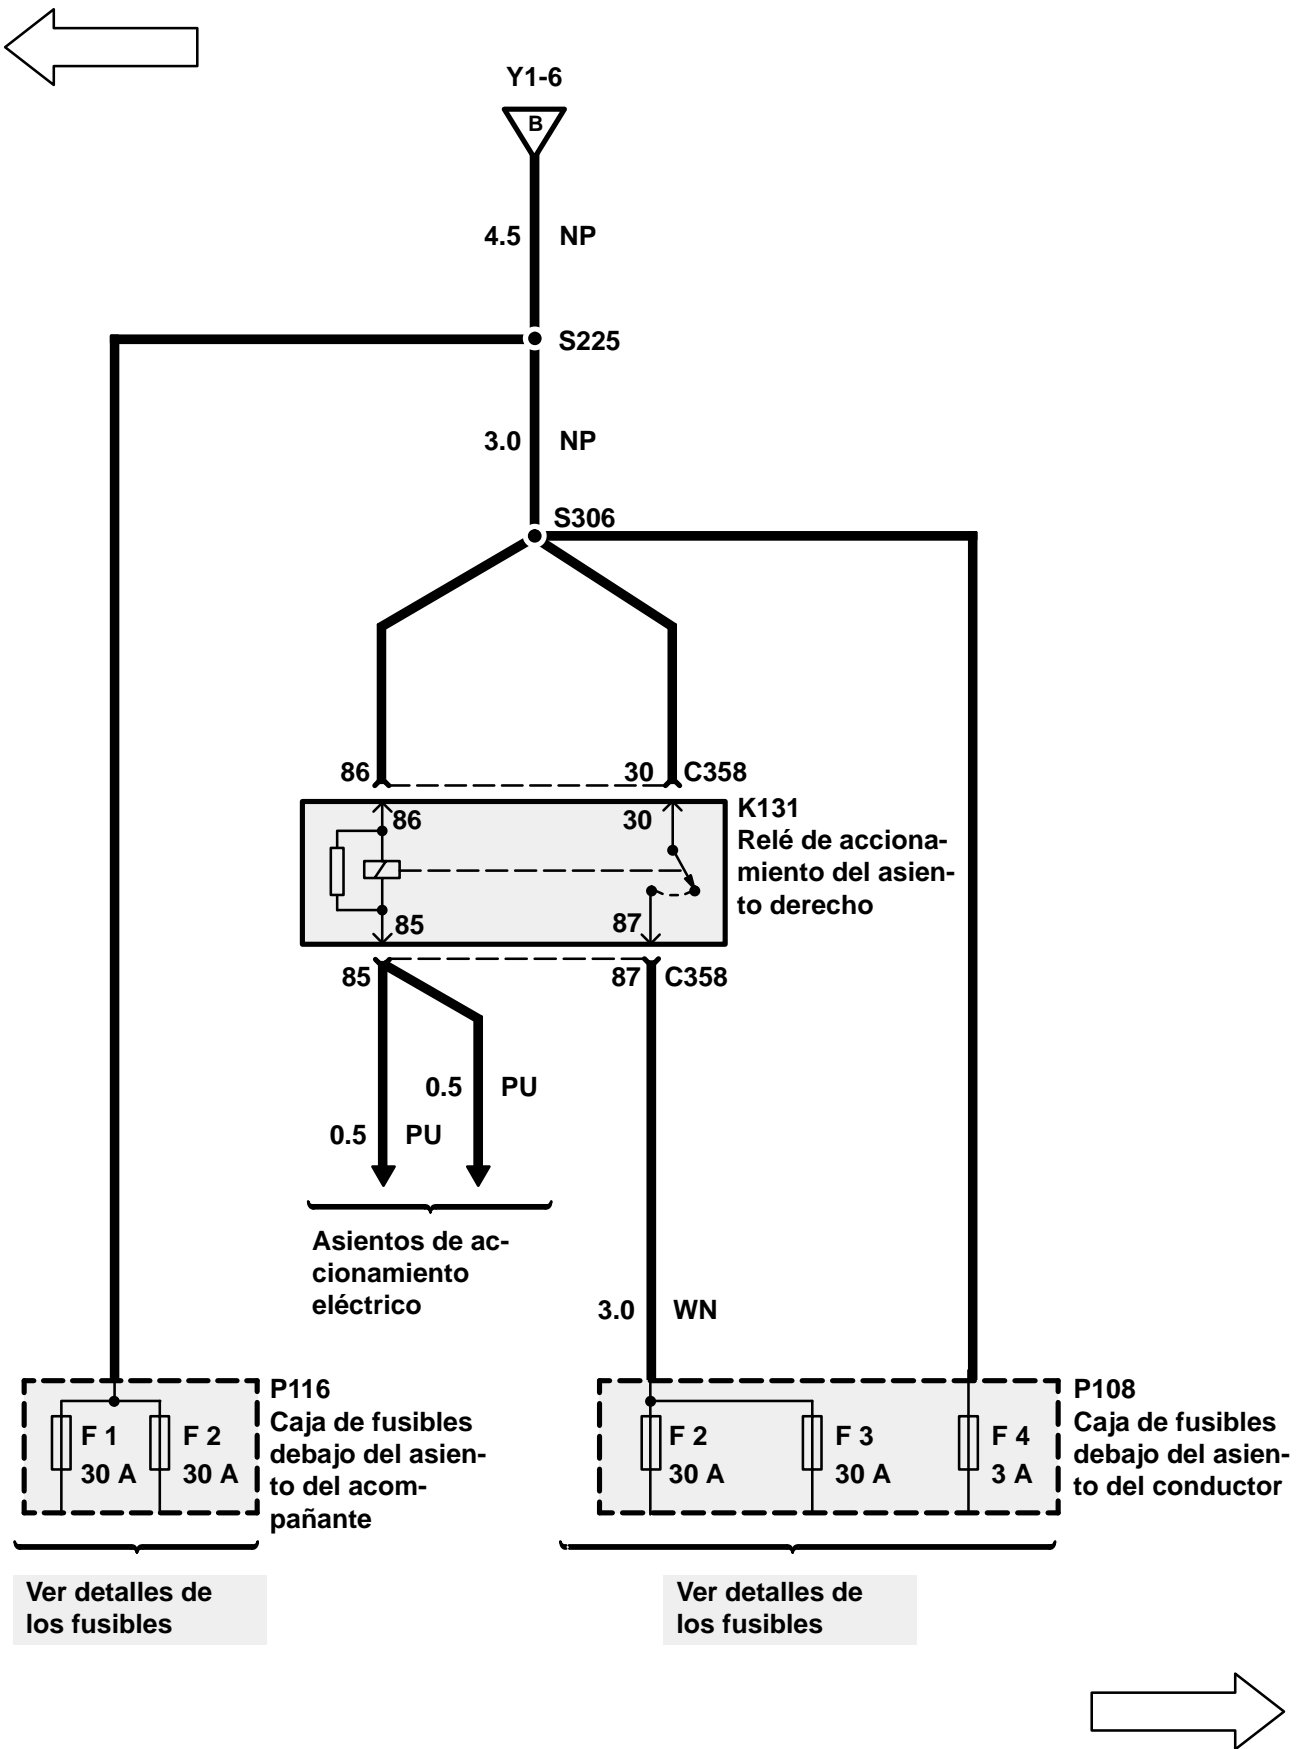 Y1-6
B
4.5 NP
S225
3.0 NP
S306
86 30 C358
86 30
K131
Relé de acciona-
miento del asien-
to derecho
85 87
85 87 C358
0.5 PU
0.5 PU
Asientos de ac-
cionamiento
eléctrico
3.0 WN
P116
Caja de fusibles
debajo del asien-
to del acom-
pañante
F 1
30 A
F 2
30 A
F 2
30 A
F 3
30 A
F 4
3 A
P108
Caja de fusibles
debajo del asien-
to del conductor
Ver detalles de
los fusibles
Ver detalles de
los fusibles